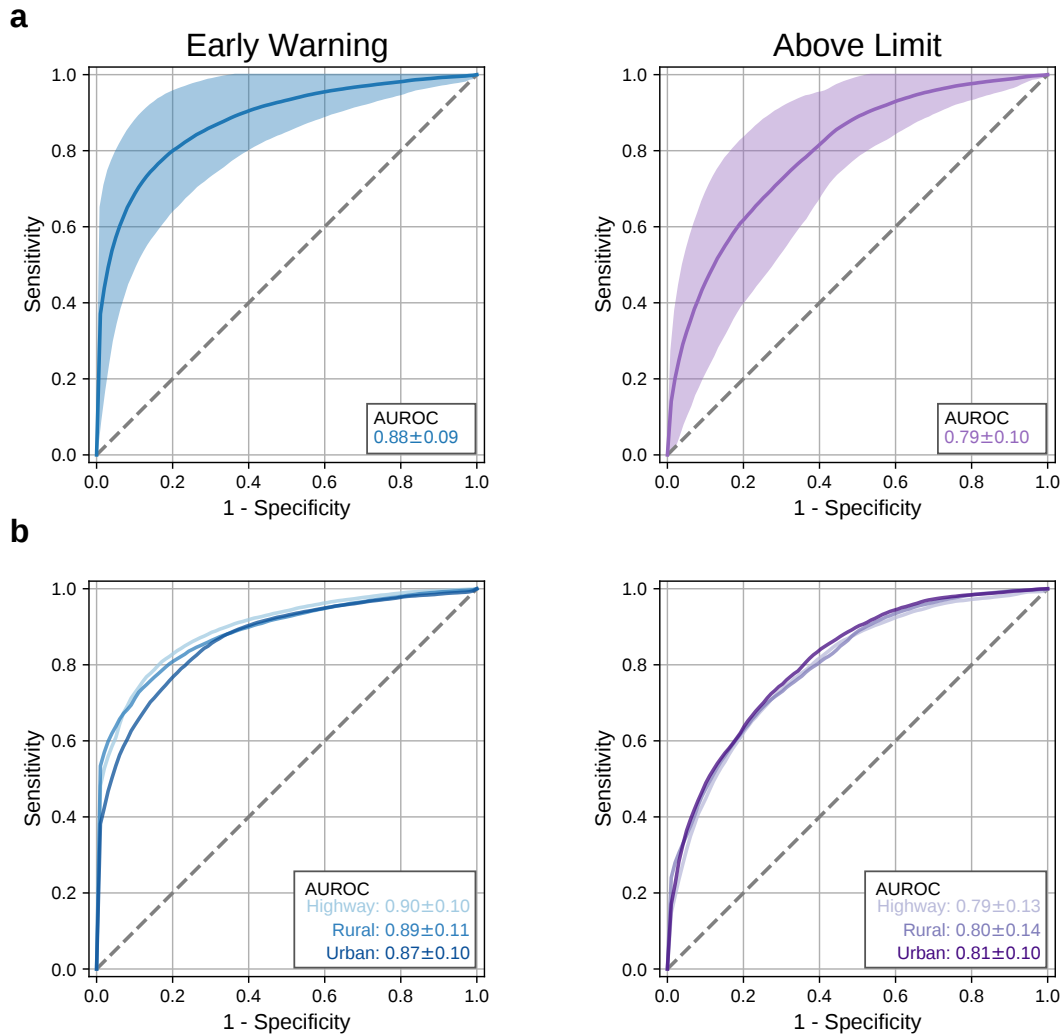 a
Early Warning
1.0
0.8
0.6
0.4
0.2
0.0
Sensitivity
AUROC
0.88±0.09
0.0 0.2 0.4 0.6 0.8 1.0
1 - Specificity
Above Limit
1.0
0.8
0.6
0.4
0.2
0.0
Sensitivity
AUROC
0.79±0.10
0.0 0.2 0.4 0.6 0.8 1.0
1 - Specificity
b
1.0
0.8
0.6
0.4
0.2
0.0
Sensitivity
AUROC
Highway: 0.90±0.10
Rural: 0.89±0.11
Urban: 0.87±0.10
0.0 0.2 0.4 0.6 0.8 1.0
1 - Specificity
1.0
0.8
0.6
0.4
0.2
0.0
Sensitivity
AUROC
Highway: 0.79±0.13
Rural: 0.80±0.14
Urban: 0.81±0.10
0.0 0.2 0.4 0.6 0.8 1.0
1 - Specificity